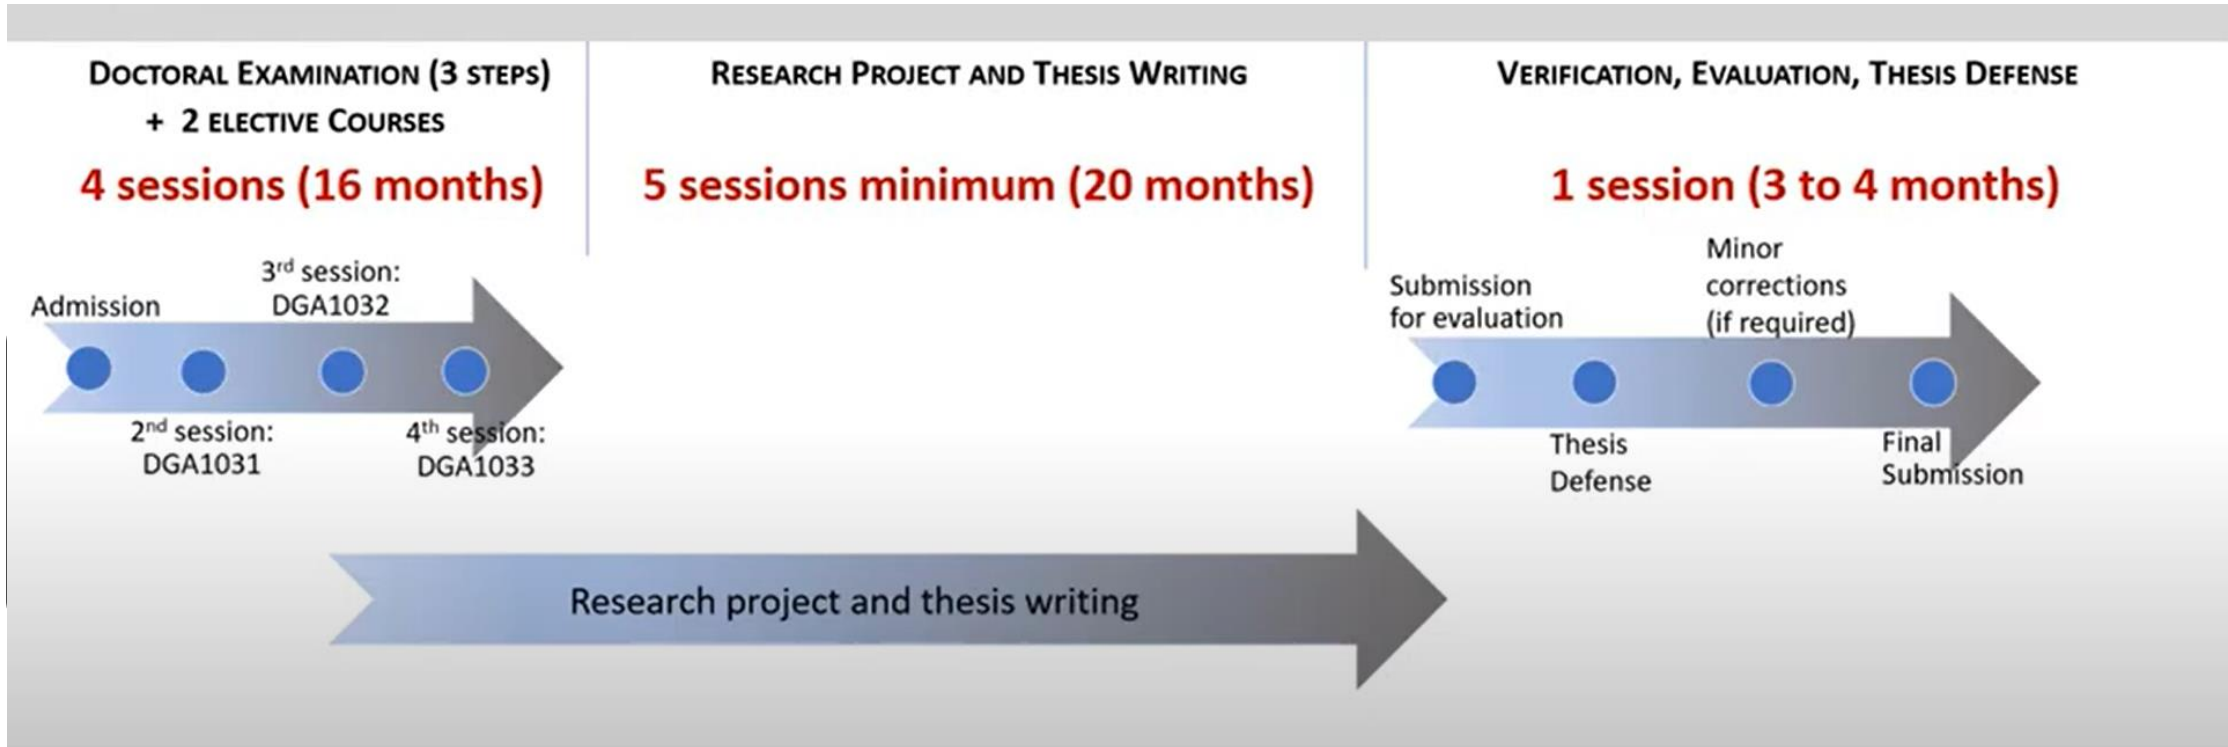 DOCTORAL EXAMINATION (3 STEPS)
+ 2 ELECTIVE COURSES
4 sessions (16 months)
RESEARCH PROJECT AND THESIS WRITING
5 sessions minimum (20 months)
VERIFICATION, EVALUATION, THESIS DEFENSE
1 session (3 to 4 months)
Admission
3rd session:
DGA1032
2nd session:
DGA1031
4th session:
DGA1033
Submission
for evaluation
Minor
corrections
(if required)
Thesis
Defense
Final
Submission
Research project and thesis writing